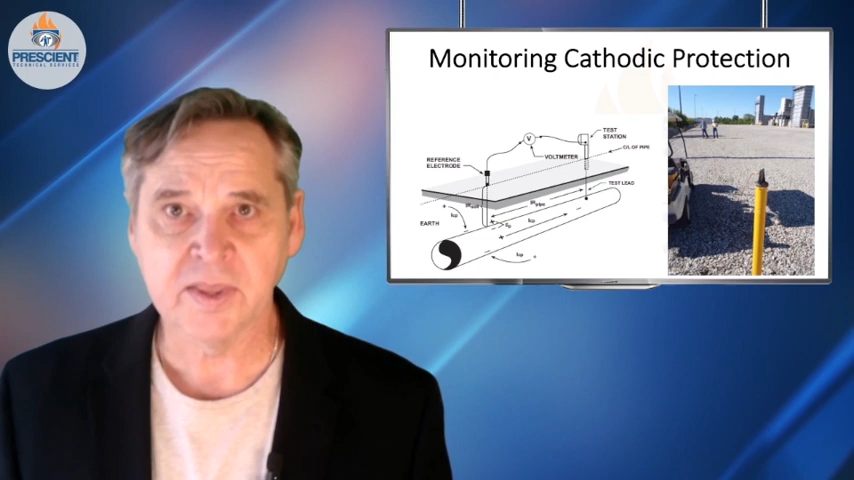 PRESCIENT
TECHNICAL SERVICES
Monitoring Cathodic Protection
TEST
STATION
V
C/L OF PIPE
VOLTMETER
REFERENCE
ELECTRODE
TEST LEAD
EARTH